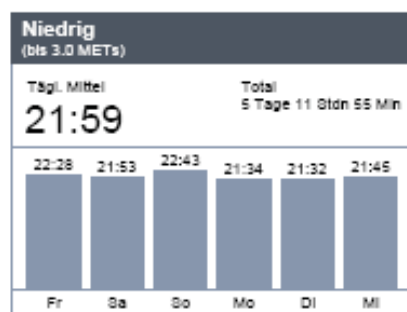 Niedrig
(bis 3.0 METs)
Tägl. Mittel
Total
21:59
5 Tage 11 Stdn 55 Min
22:28 21:53 22:43 21:34 21:32 21:45
Fr Sa So Mo Di Mi